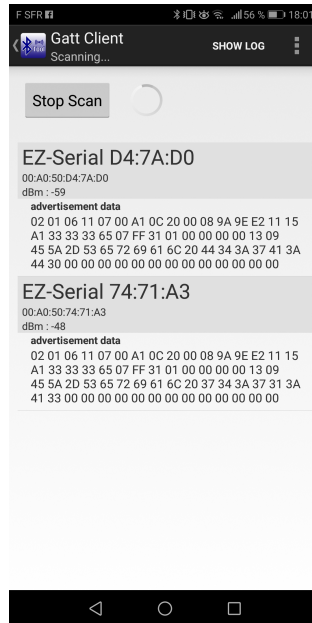 F SFR 56 % 18:01
Gatt Client
SHOW LOG
Scanning...
Stop Scan
EZ-Serial D4:7A:D0
00:A0:50:D4:7A:D0
dBm : -59
advertisement data
02 01 06 11 07 00 A1 0C 20 00 08 9A 9E E2 11 15
A1 33 33 33 65 07 FF 31 01 00 00 00 00 13 09
45 5A 2D 53 65 72 69 61 6C 20 44 34 3A 37 41 3A
44 30 00 00 00 00 00 00 00 00 00 00 00 00 00
EZ-Serial 74:71:A3
00:A0:50:74:71:A3
dBm : -48
advertisement data
02 01 06 11 07 00 A1 0C 20 00 08 9A 9E E2 11 15
A1 33 33 33 65 07 FF 31 01 00 00 00 00 13 09
45 5A 2D 53 65 72 69 61 6C 20 37 34 3A 37 31 3A
41 33 00 00 00 00 00 00 00 00 00 00 00 00 00